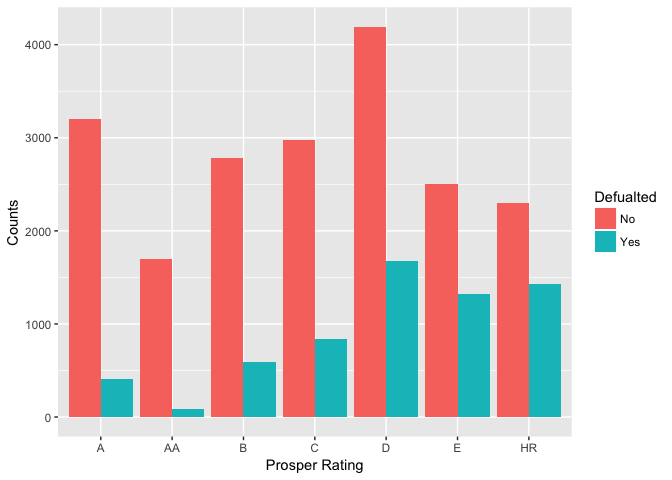 4000
3000
2000
1000
0
Counts
A AA B C D E HR
Prosper Rating
Defualted
No
Yes